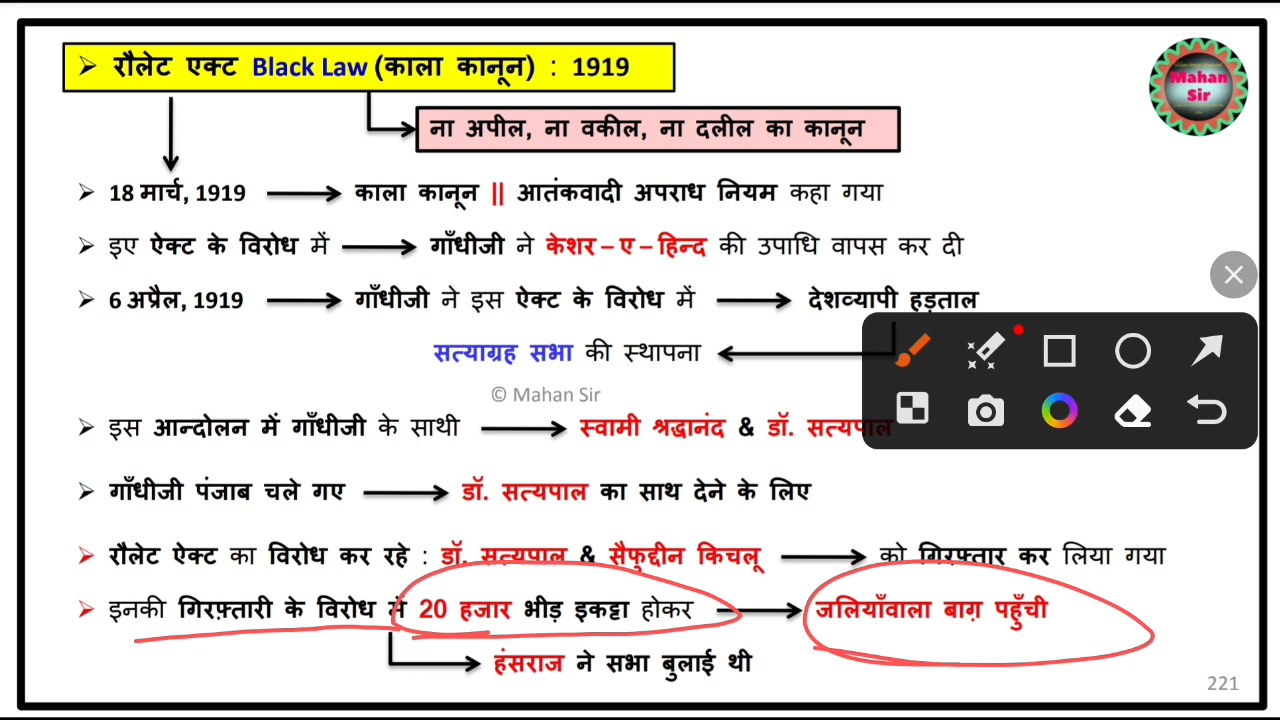 ➢ रौलेट एक्ट Black Law (काला कानून) : 1919
Mahan Sir
ना अपील, ना वकील, ना दलील का कानून
➢ 18 मार्च, 1919 → काला कानून || आतंकवादी अपराध नियम कहा गया
➢ इए ऐक्ट के विरोध में → गाँधीजी ने केशर – ए – हिन्द की उपाधि वापस कर दी
➢ 6 अप्रैल, 1919 → गाँधीजी ने इस ऐक्ट के विरोध में → देशव्यापी हड़ताल
सत्याग्रह सभा की स्थापना ←
© Mahan Sir
➢ इस आन्दोलन में गाँधीजी के साथी → स्वामी श्रद्धानंद & डॉ. सत्यपाल
➢ गाँधीजी पंजाब चले गए → डॉ. सत्यपाल का साथ देने के लिए
➢ रौलेट ऐक्ट का विरोध कर रहे : डॉ. सत्यपाल & सैफुद्दीन किचलू → को गिरफ्तार कर लिया गया
➢ इनकी गिरफ़्तारी के विरोध में 20 हजार भीड़ इकट्टा होकर → जलियाँवाला बाग़ पहुँची
हंसराज ने सभा बुलाई थी
221